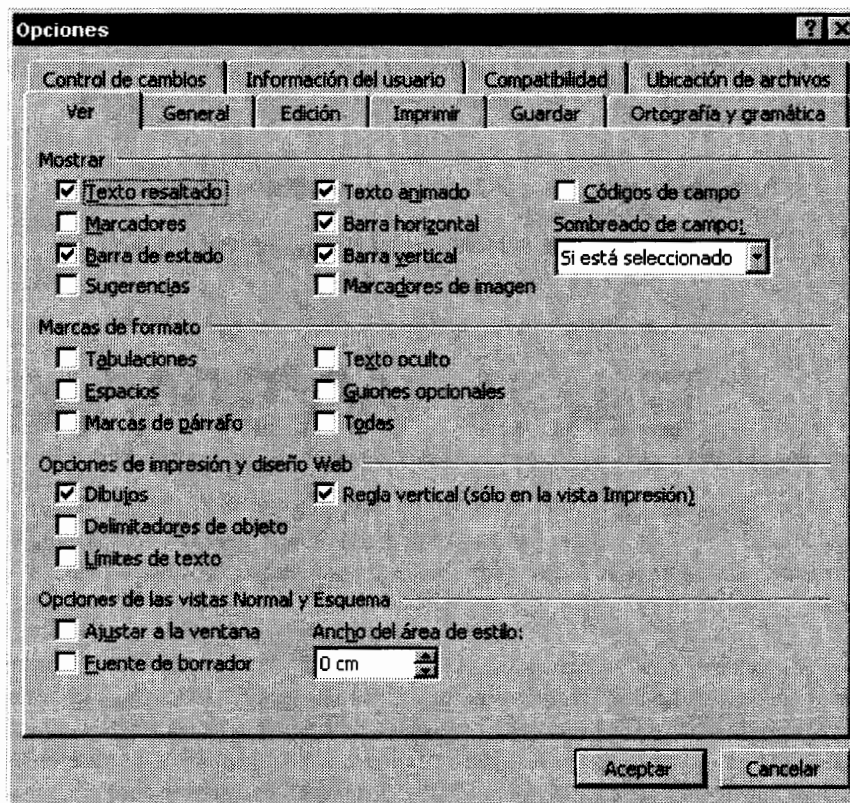 Opciones
Control de cambios Información del usuario Compatibilidad Ubicación de archivos
Ver General Edición Imprimir Guardar Ortografía y gramática
Mostrar
Texto resaltado Texto animado Códigos de campo
Marcadores Barra horizontal Sombreado de campo:
Barra de estado Barra vertical Si está seleccionado
Sugerencias Marcadores de imagen
Marcas de formato
Tabulaciones Texto oculto
Espacios Guiones opcionales
Marcas de párrafo Todas
Opciones de impresión y diseño Web
Dibujos Regla vertical (sólo en la vista Impresión)
Delimitadores de objeto
Límites de texto
Opciones de las vistas Normal y Esquema
Ajustar a la ventana Ancho del área de estilo:
Fuente de borrador 0 cm
Aceptar Cancelar